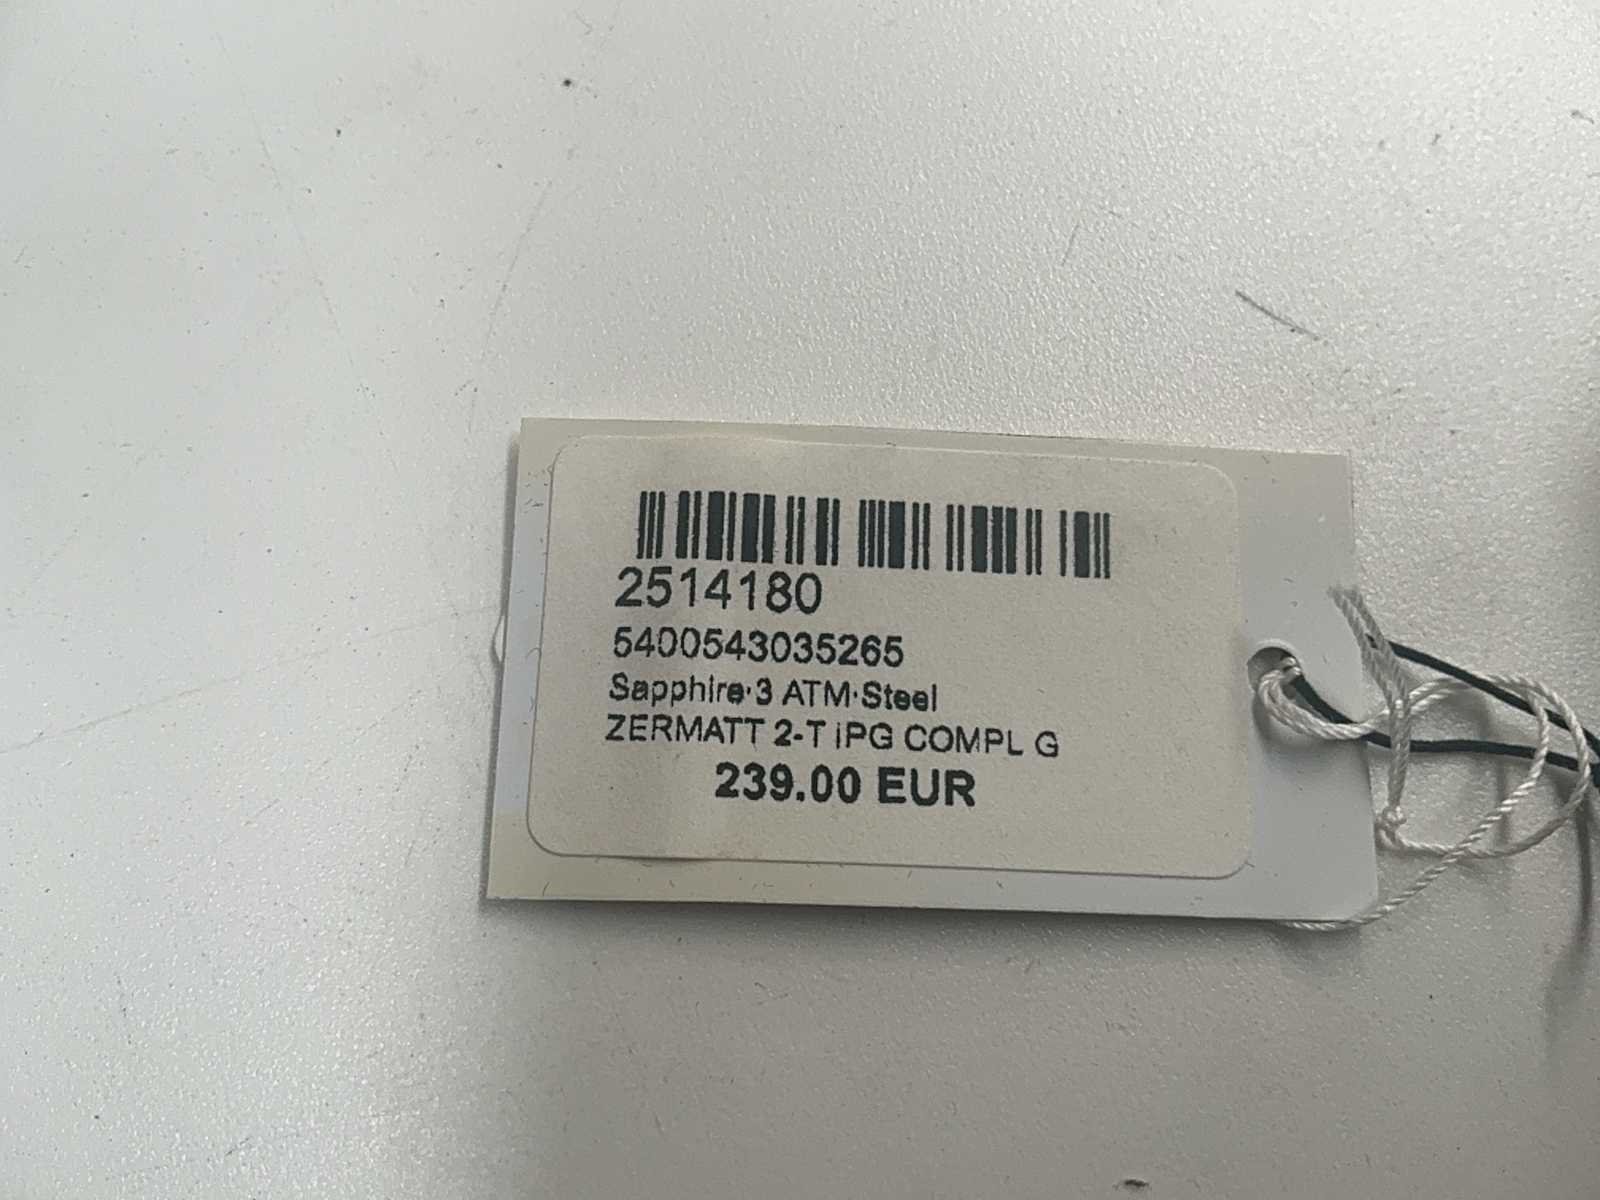 2514180
5400543035265
Sapphire·3 ATM·Steel
ZERMATT 2-T iPG COMPL G
239.00 EUR